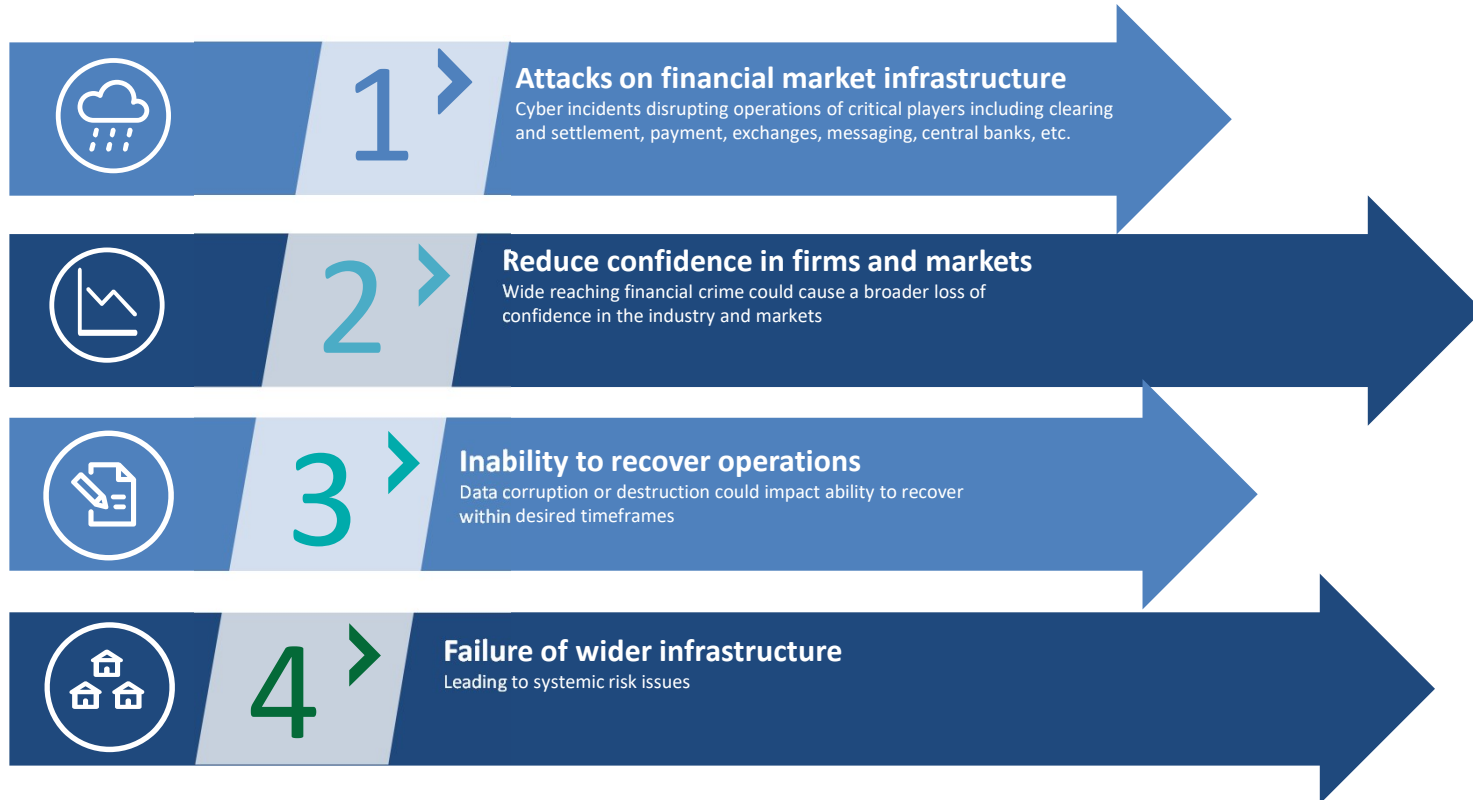 1
Attacks on financial market infrastructure
Cyber incidents disrupting operations of critical players including clearing
and settlement, payment, exchanges, messaging, central banks, etc.
2
Reduce confidence in firms and markets
Wide reaching financial crime could cause a broader loss of
confidence in the industry and markets
3
Inability to recover operations
Data corruption or destruction could impact ability to recover
within desired timeframes
4
Failure of wider infrastructure
Leading to systemic risk issues